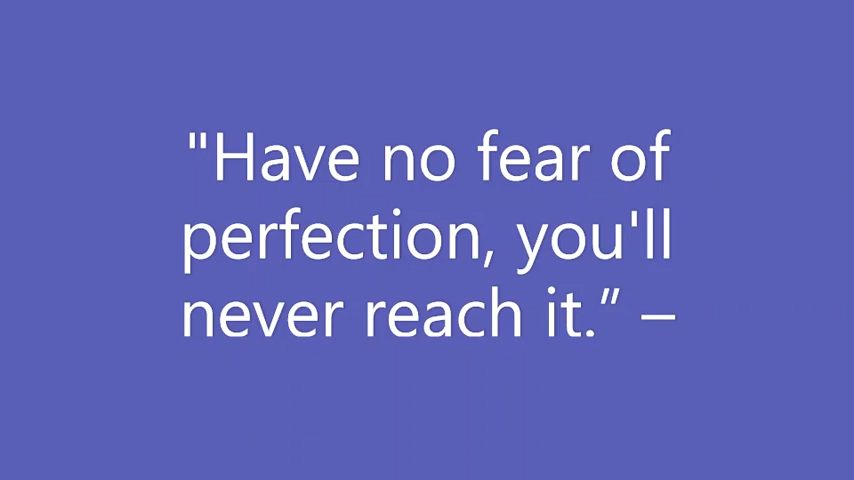 "Have no fear of
perfection, you'll
never reach it.” –